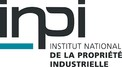 inpi
INSTITUT NATIONAL
DE LA PROPRIÉTÉ
INDUSTRIELLE